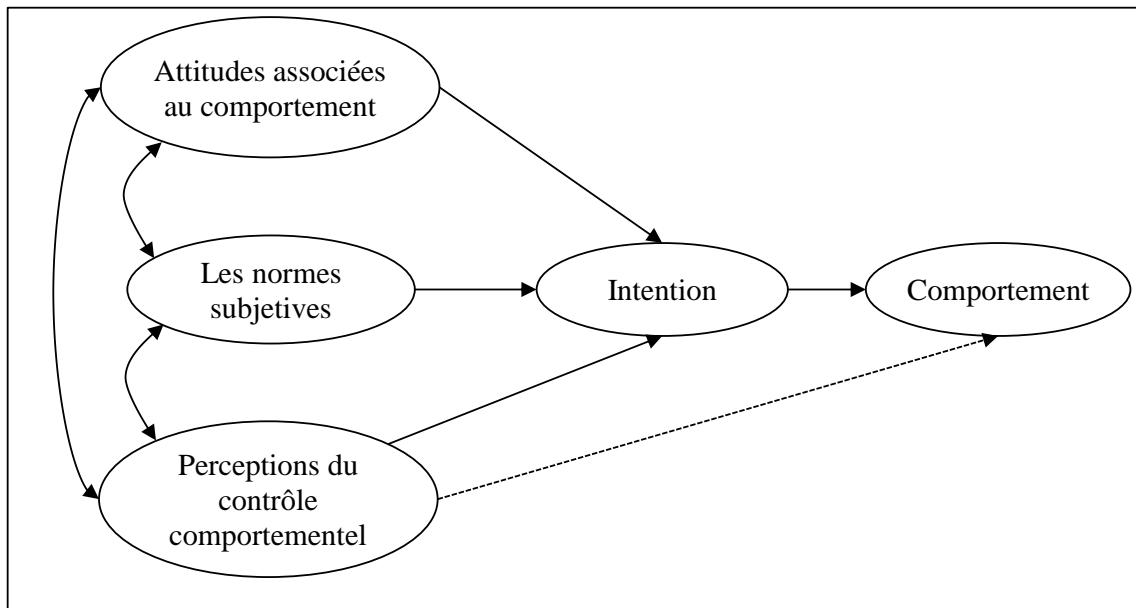 Attitudes associées
au comportement
Les normes
subjetives
Intention
Comportement
Perceptions du
contrôle
comportementel